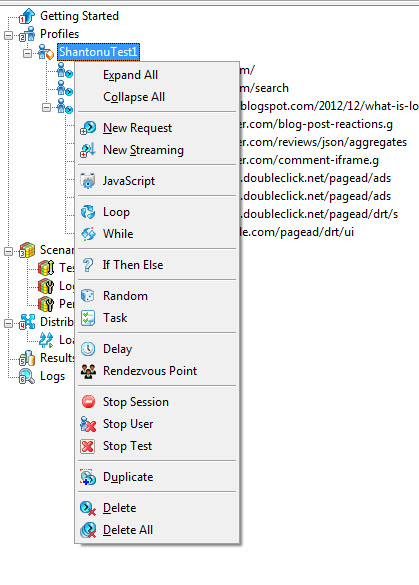 Getting Started
Profiles
ShantonuTest1
Expand All
Collapse All
New Request
New Streaming
JavaScript
Loop
While
If Then Else
Random
Task
Delay
Rendezvous Point
Stop Session
Stop User
Stop Test
Duplicate
Delete
Delete All
om/
om/search
blogspot.com/2012/12/what-is-lo
er.com/blog-post-reactions.g
er.com/reviews/json/aggregates
er.com/comment-iframe.g
.doubleclick.net/pagead/ads
.doubleclick.net/pagead/ads
.doubleclick.net/pagead/drt/s
le.com/pagead/drt/ui
Scenar
Tes
Log
Per
Distrib
Loa
Results
Logs